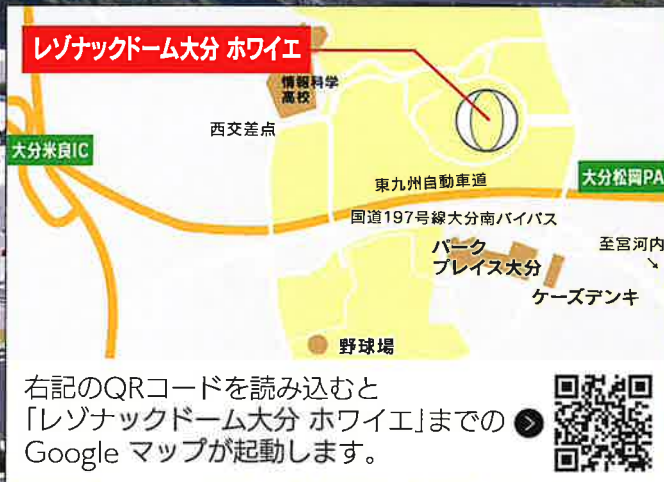 レゾナックドーム大分 ホワイエ
情報科学
高校
西交差点
大分米良IC
東九州自動車道
大分松岡PA
国道197号線大分南バイパス
パーク
プレイス大分
至宮河内
↘
ケーズデンキ
野球場
右記のQRコードを読み込むと
「レゾナックドーム大分 ホワイエ」までの
Google マップが起動します。